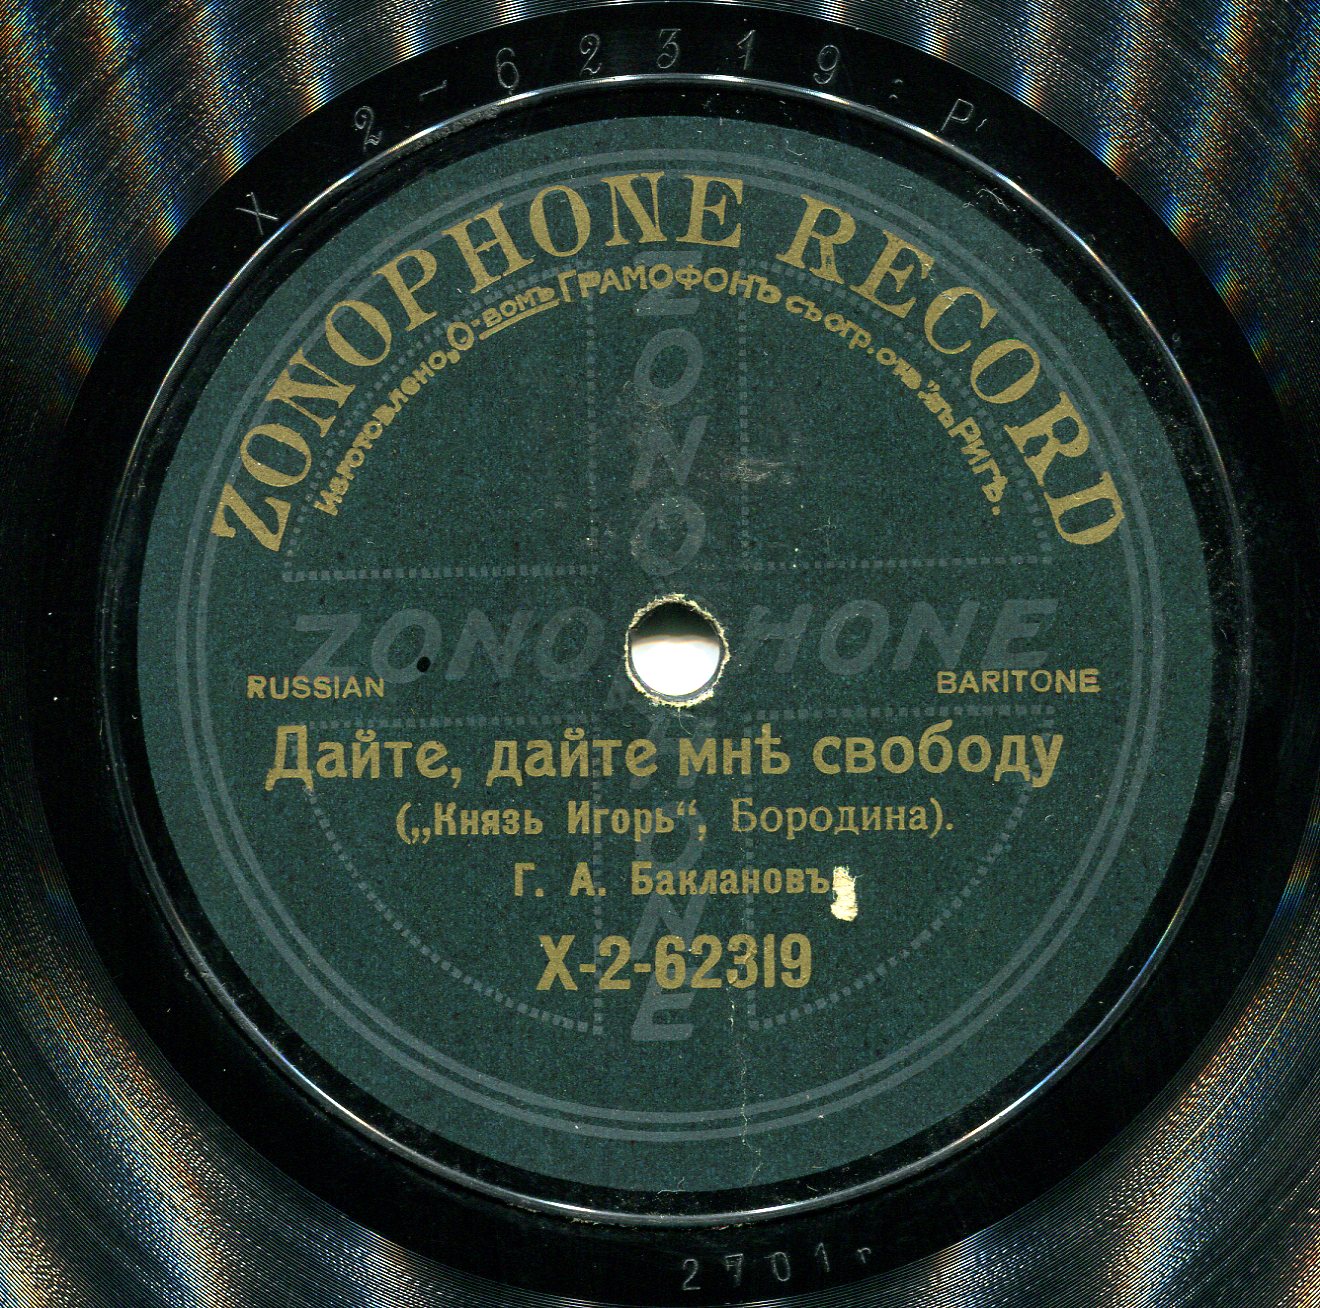 X 2-62319-P
ZONOPHONE RECORD
Изготовлено „О-вомъ ГРАМОФОНЪ съ огр. отв.“ въ РИГѢ.
ZONOPHONE
ZONOPHONE
RUSSIAN
BARITONE
Дайте, дайте мнѣ свободу
(„Князь Игорь“, Бородина).
Г. А. Баклановъ
X-2-62319
2701r